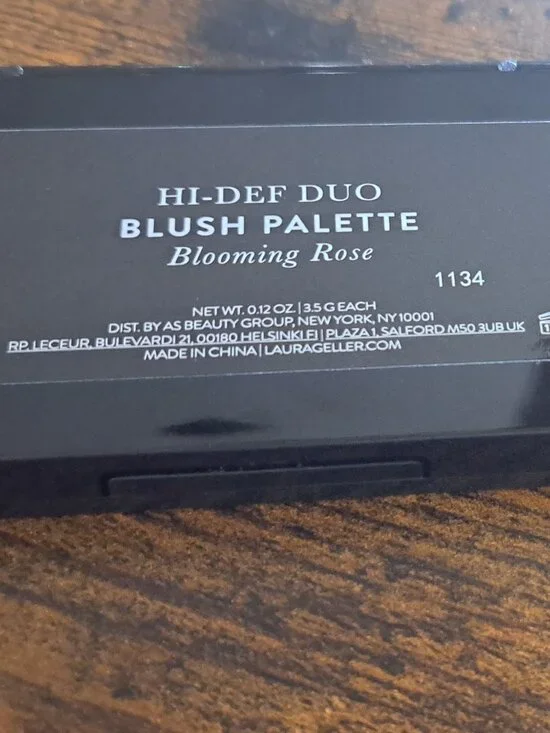 HI-DEF DUO
BLUSH PALETTE
Blooming Rose
1134
NET WT. 0.12 OZ. | 3.5 G EACH
DIST. BY AS BEAUTY GROUP, NEW YORK, NY 10001
RP. LECEUR, BULEVARDI 21, 00180 HELSINKI FI | PLAZA 1, SALFORD M50 3UB UK
MADE IN CHINA | LAURAGELLER.COM